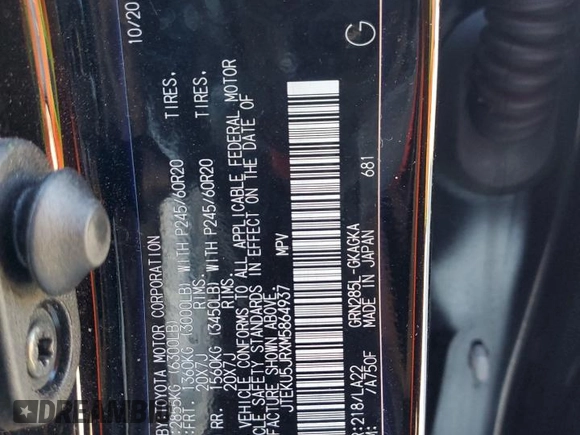 BY TOYOTA MOTOR CORPORATION 10/20
:2855KG (6300LB)
:FRT. 1360KG (3000LB) WITH P245/60R20 TIRES.
20X7J RIMS.
RR. 1560KG (3450LB) WITH P245/60R20 TIRES.
20X7J RIMS.
VEHICLE CONFORMS TO ALL APPLICABLE FEDERAL MOTOR
ICLE SAFETY STANDARDS IN EFFECT ON THE DATE OF
FACTURE SHOWN ABOVE.
JTEKU5JRXM5864937 MPV
R:218/LA22 GRN285L-GKAGKA
M: /A750F MADE IN JAPAN 681
G
BIDHISTORY